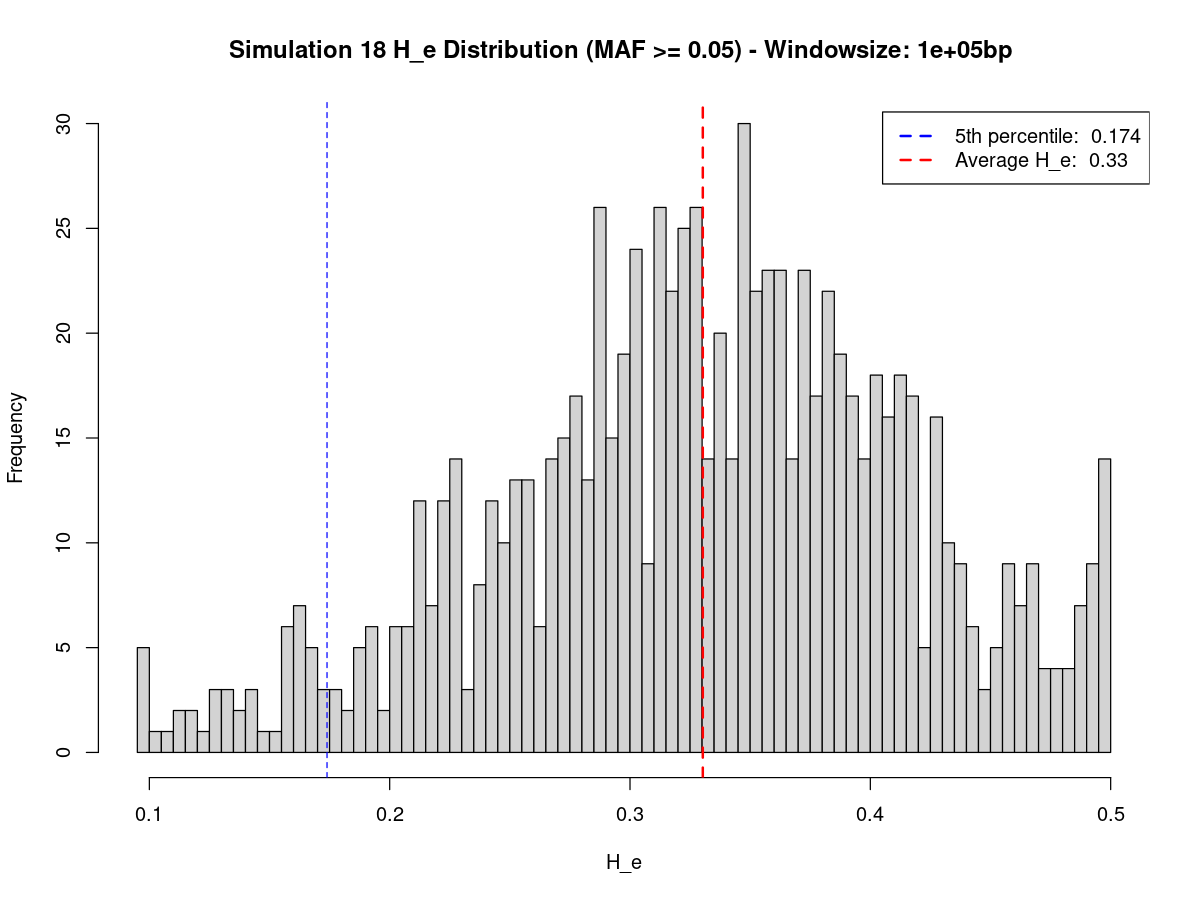 Simulation 18 H_e Distribution (MAF >= 0.05) - Windowsize: 1e+05bp
5th percentile:  0.174
Average H_e:  0.33
Frequency
30
25
20
15
10
5
0
0.1
0.2
0.3
0.4
0.5
H_e